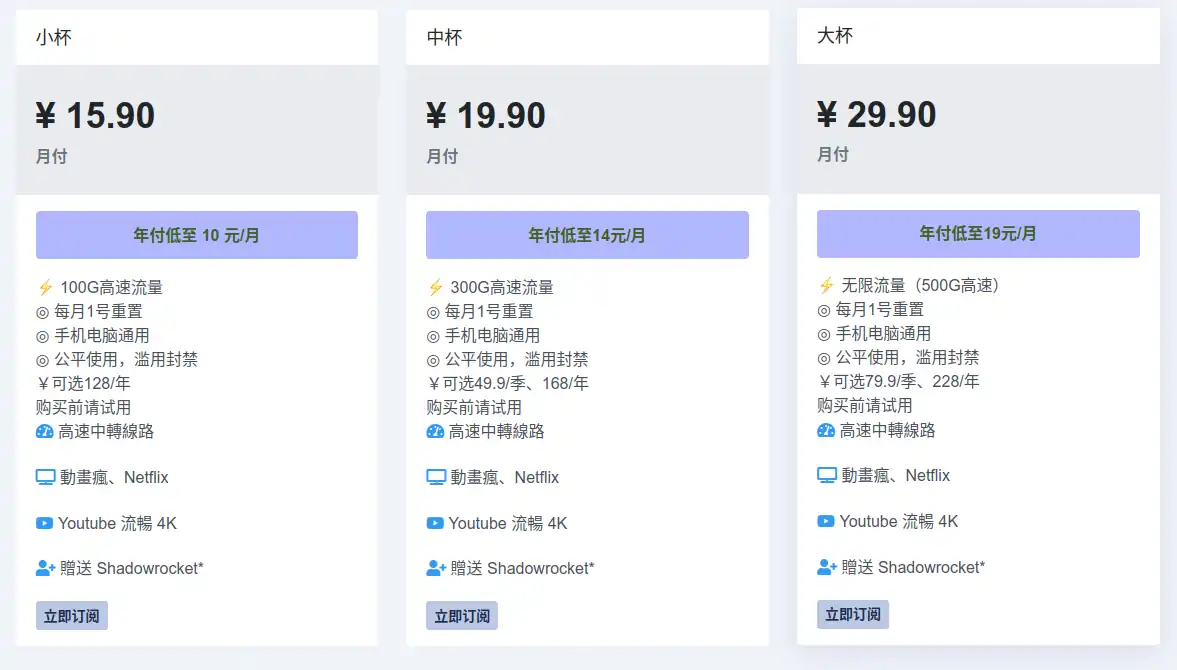 小杯
¥ 15.90
月付
年付低至 10 元/月
⚡ 100G高速流量
◎ 每月1号重置
◎ 手机电脑通用
◎ 公平使用，滥用封禁
￥可选128/年
购买前请试用
高速中轉線路
動畫瘋、Netflix
Youtube 流暢 4K
贈送 Shadowrocket*
立即订阅
中杯
¥ 19.90
月付
年付低至14元/月
⚡ 300G高速流量
◎ 每月1号重置
◎ 手机电脑通用
◎ 公平使用，滥用封禁
￥可选49.9/季、168/年
购买前请试用
高速中轉線路
動畫瘋、Netflix
Youtube 流暢 4K
贈送 Shadowrocket*
立即订阅
大杯
¥ 29.90
月付
年付低至19元/月
⚡ 无限流量（500G高速）
◎ 每月1号重置
◎ 手机电脑通用
◎ 公平使用，滥用封禁
￥可选79.9/季、228/年
购买前请试用
高速中轉線路
動畫瘋、Netflix
Youtube 流暢 4K
贈送 Shadowrocket*
立即订阅